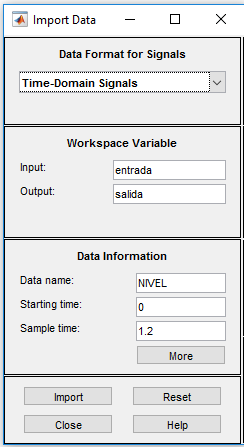 Import Data
Data Format for Signals
Time-Domain Signals
Workspace Variable
Input: entrada
Output: salida
Data Information
Data name: NIVEL
Starting time: 0
Sample time: 1.2
More
Import Reset
Close Help